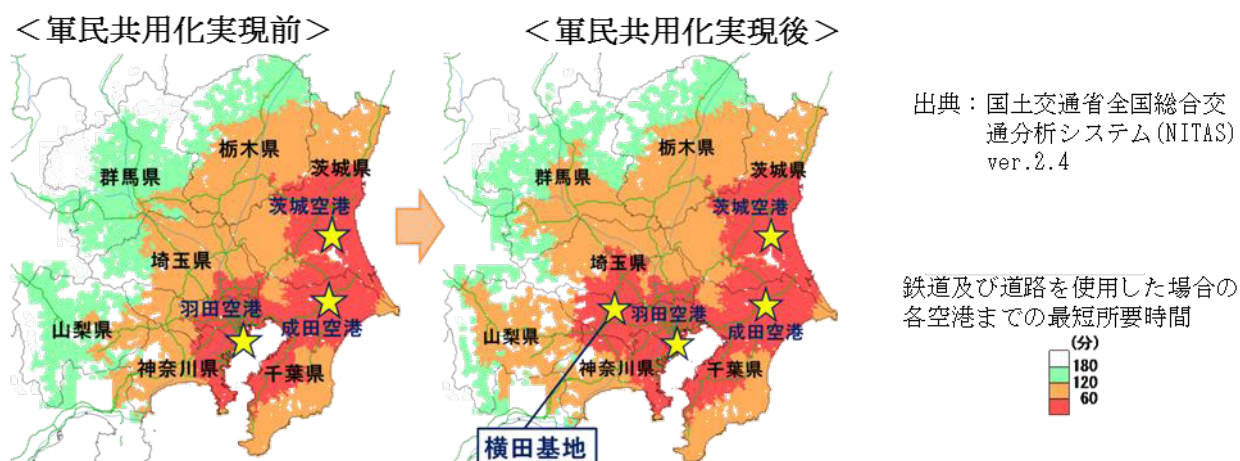 ＜軍民共用化実現前＞
栃木県
群馬県
茨城県
茨城空港
埼玉県
羽田空港
成田空港
山梨県
神奈川県
千葉県
＜軍民共用化実現後＞
栃木県
群馬県
茨城県
茨城空港
埼玉県
羽田空港
成田空港
山梨県
神奈川県
千葉県
横田基地
出典：国土交通省全国総合交
通分析システム(NITAS)
ver.2.4
鉄道及び道路を使用した場合の
各空港までの最短所要時間
(分)
180
120
60